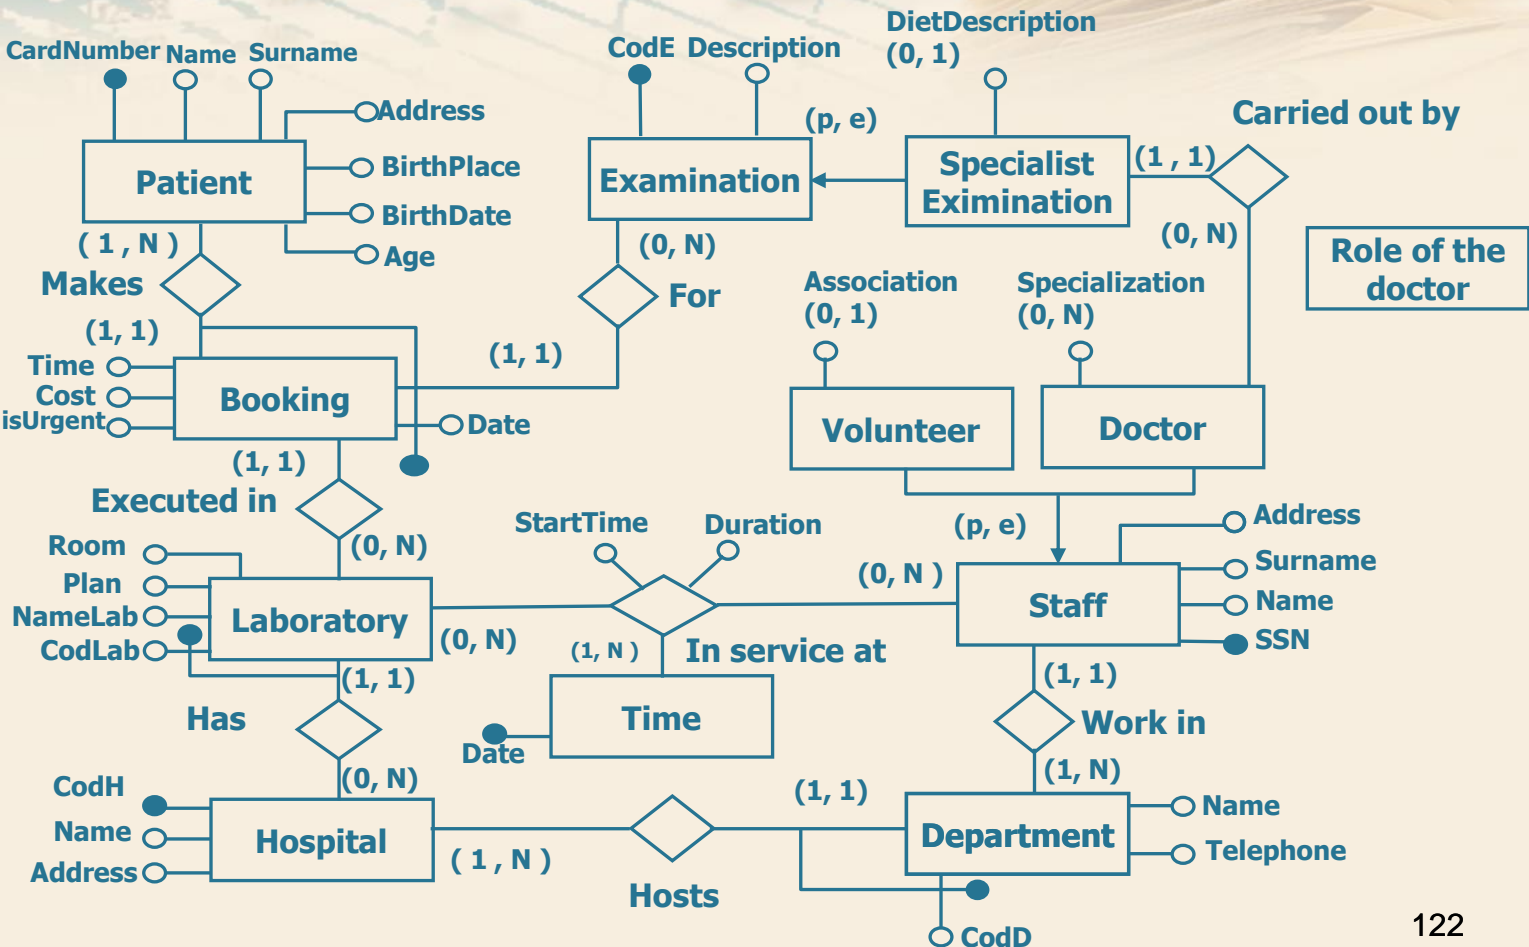 DietDescription
(0, 1)
CardNumber Name Surname
CodE Description
Address
(p, e)
Carried out by
Patient
BirthPlace
Examination
Specialist
Eximination
(1 , 1)
BirthDate
( 1 , N )
Age
(0, N)
(0, N)
Role of the
doctor
Makes
For
Association
(0, 1)
Specialization
(0, N)
(1, 1)
(1, 1)
Time
Cost
isUrgent
Booking
Date
Volunteer
Doctor
(1, 1)
Executed in
StartTime
Duration
(p, e)
Address
Room
(0, N)
Surname
Plan
(0, N )
NameLab
Laboratory
Staff
Name
CodLab
(0, N)
(1, N )
In service at
SSN
(1, 1)
(1, 1)
Has
Time
Work in
Date
(0, N)
(1, N)
CodH
(1, 1)
Name
Name
Hospital
Department
Address
( 1 , N )
Telephone
Hosts
CodD
122